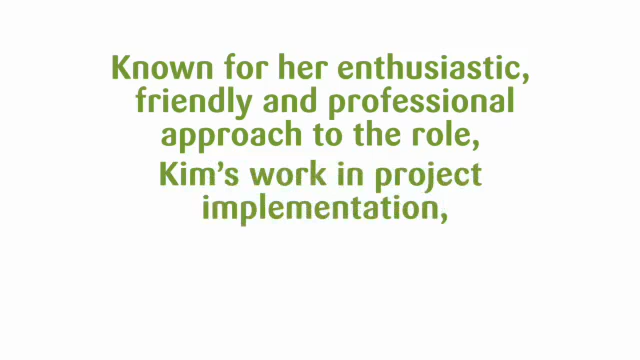 Known for her enthusiastic,
friendly and professional
approach to the role,
Kim’s work in project
implementation,